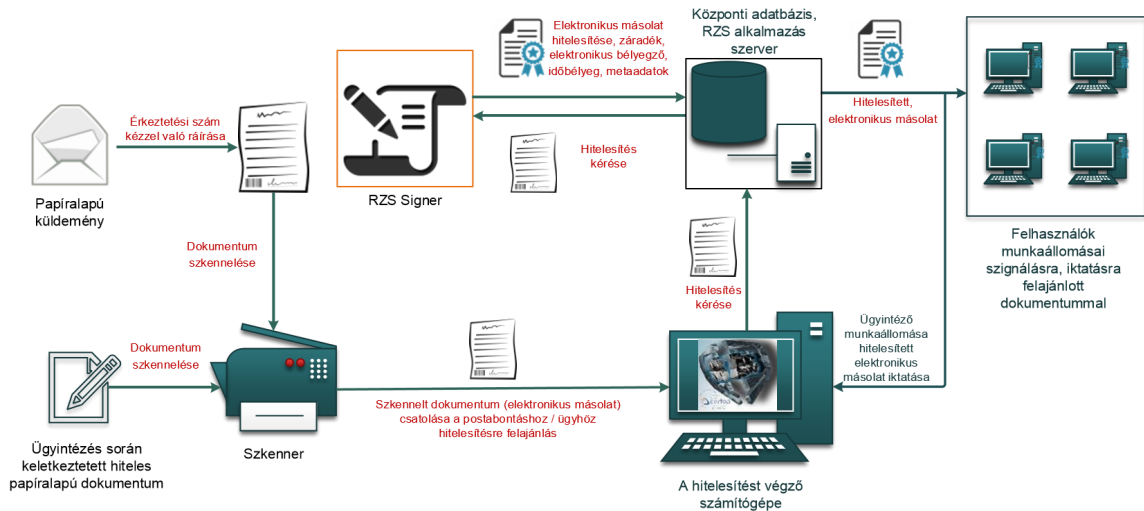 Elektronikus másolat
hitelesítése, záradék,
elektronikus bélyegző,
időbélyeg, metaadatok
Központi adatbázis,
RZS alkalmazás
szerver
Érkeztetési szám
kézzel való ráírása
Hitelesített,
elektronikus másolat
Hitelesítés
kérése
Papíralapú
küldemény
RZS Signer
Felhasználók
munkaállomásai
szignálásra, iktatásra
felajánlott
dokumentummal
Dokumentum
szkennelése
Hitelesítés
kérése
Dokumentum
szkennelése
Ügyintéző
munkaállomása
hitelesített
elektronikus
másolat iktatása
Szkennelt dokumentum (elektronikus másolat)
csatolása a postabontáshoz / ügyhöz
hitelesítésre felajánlás
Ügyintézés során
keletkeztetett hiteles
papíralapú dokumentum
Szkenner
A hitelesítést végző
számítógépe